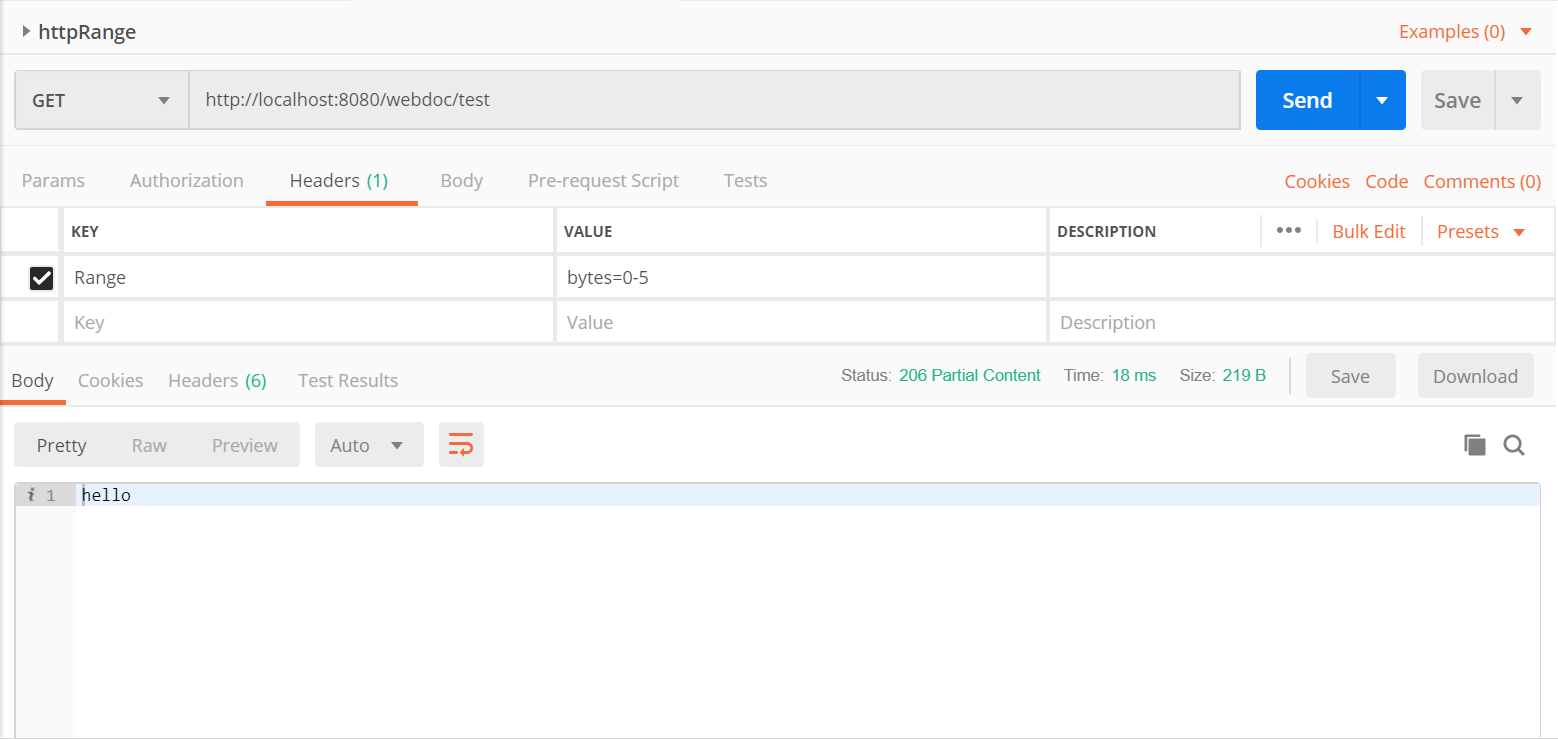 httpRange Examples (0)
GET http://localhost:8080/webdoc/test Send Save
Params Authorization Headers (1) Body Pre-request Script Tests Cookies Code Comments (0)
KEY VALUE DESCRIPTION ••• Bulk Edit Presets
Range bytes=0-5
Key Value Description
Body Cookies Headers (6) Test Results Status: 206 Partial Content Time: 18 ms Size: 219 B Save Download
Pretty Raw Preview Auto
i 1 hello